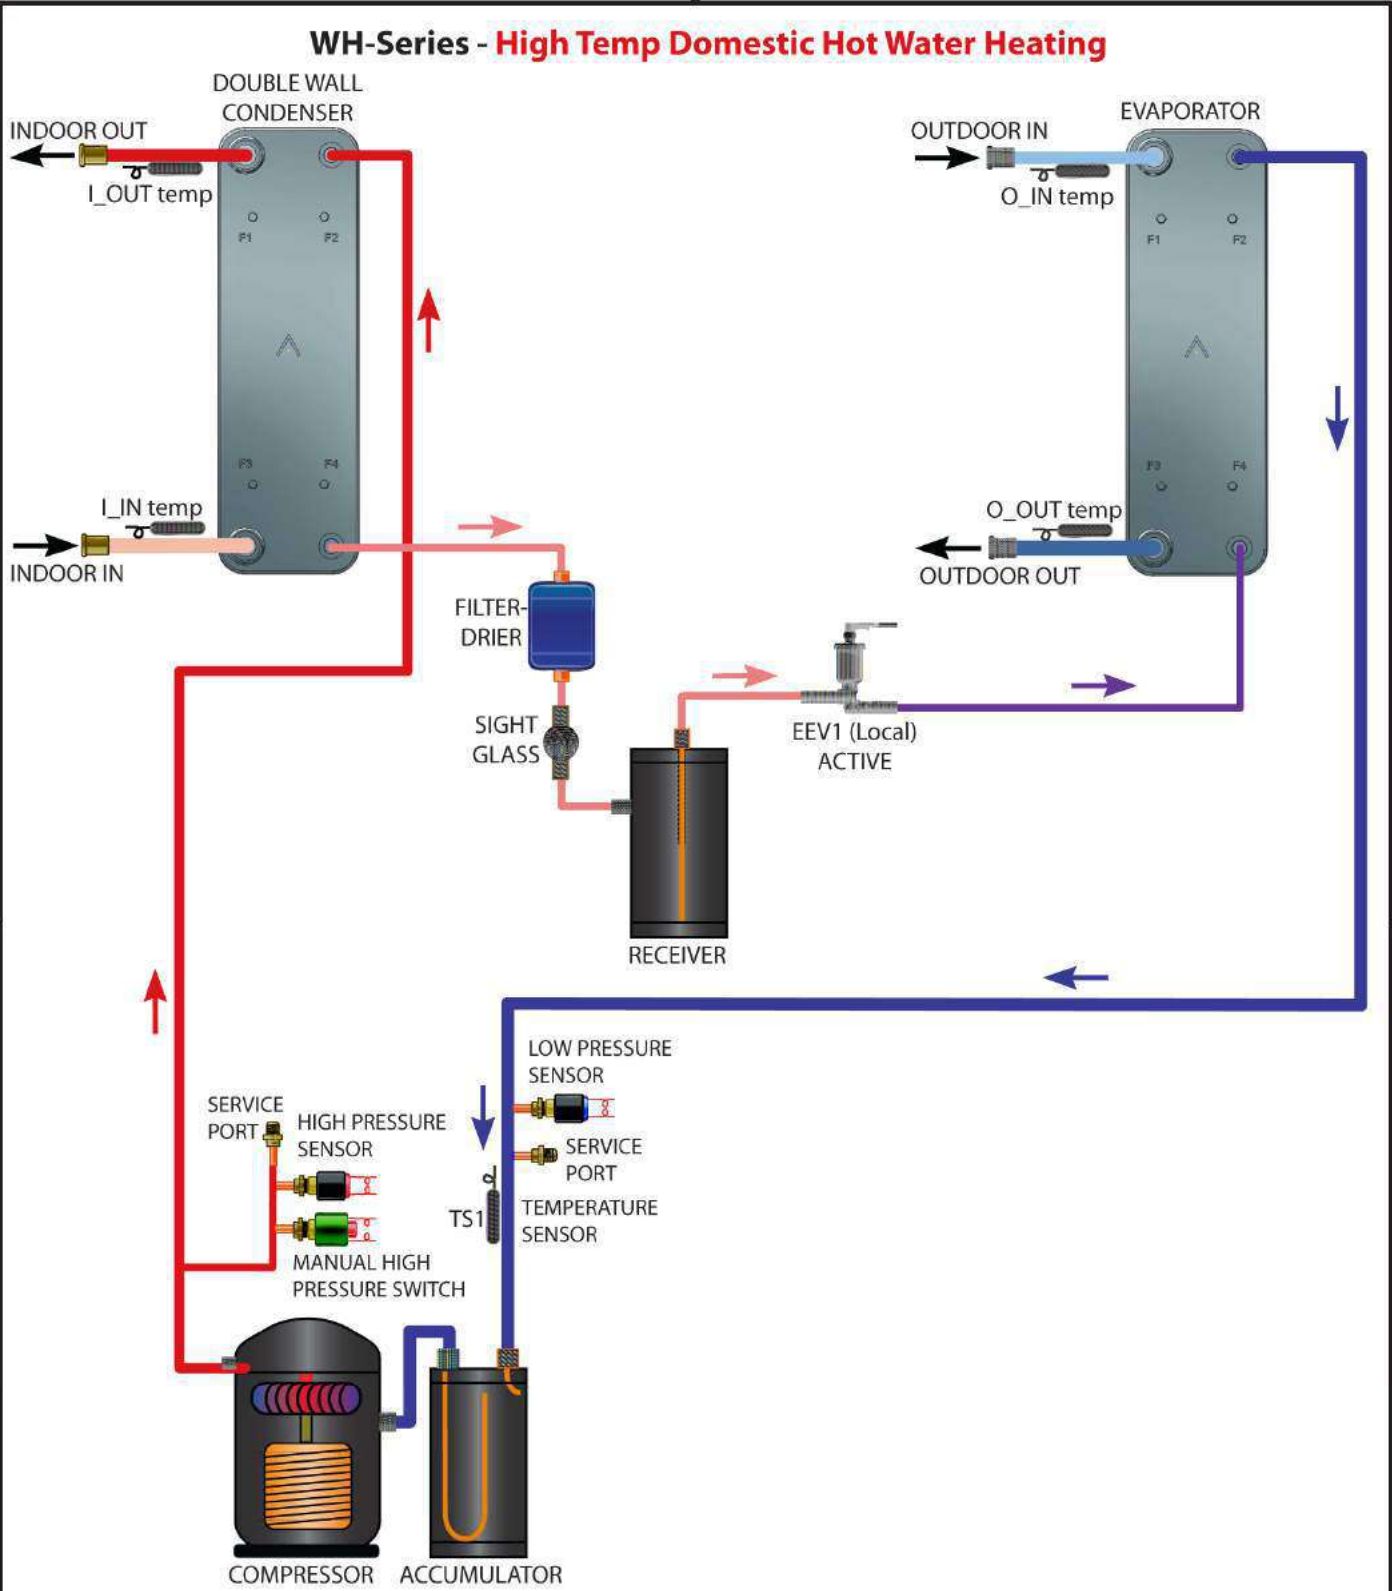 WH-Series - High Temp Domestic Hot Water Heating
DOUBLE WALL
CONDENSER
INDOOR OUT
I_OUT temp
F1
F2
F3
F4
I_IN temp
INDOOR IN
EVAPORATOR
OUTDOOR IN
O_IN temp
F1
F2
F3
F4
O_OUT temp
OUTDOOR OUT
FILTER-
DRIER
SIGHT
GLASS
EEV1 (Local)
ACTIVE
RECEIVER
LOW PRESSURE
SENSOR
SERVICE
PORT
HIGH PRESSURE
SENSOR
SERVICE
PORT
TS1
TEMPERATURE
SENSOR
MANUAL HIGH
PRESSURE SWITCH
COMPRESSOR
ACCUMULATOR